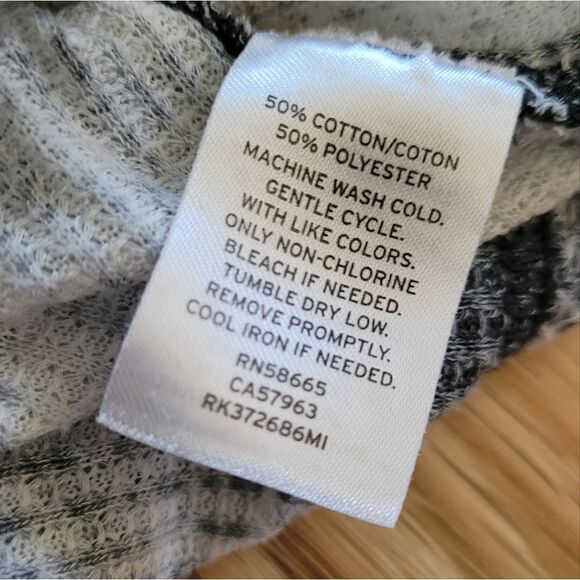 50% COTTON/COTON
50% POLYESTER
MACHINE WASH COLD.
GENTLE CYCLE.
WITH LIKE COLORS.
ONLY NON-CHLORINE
BLEACH IF NEEDED.
TUMBLE DRY LOW.
REMOVE PROMPTLY.
COOL IRON IF NEEDED.
RN58665
CA57963
RK372686MI